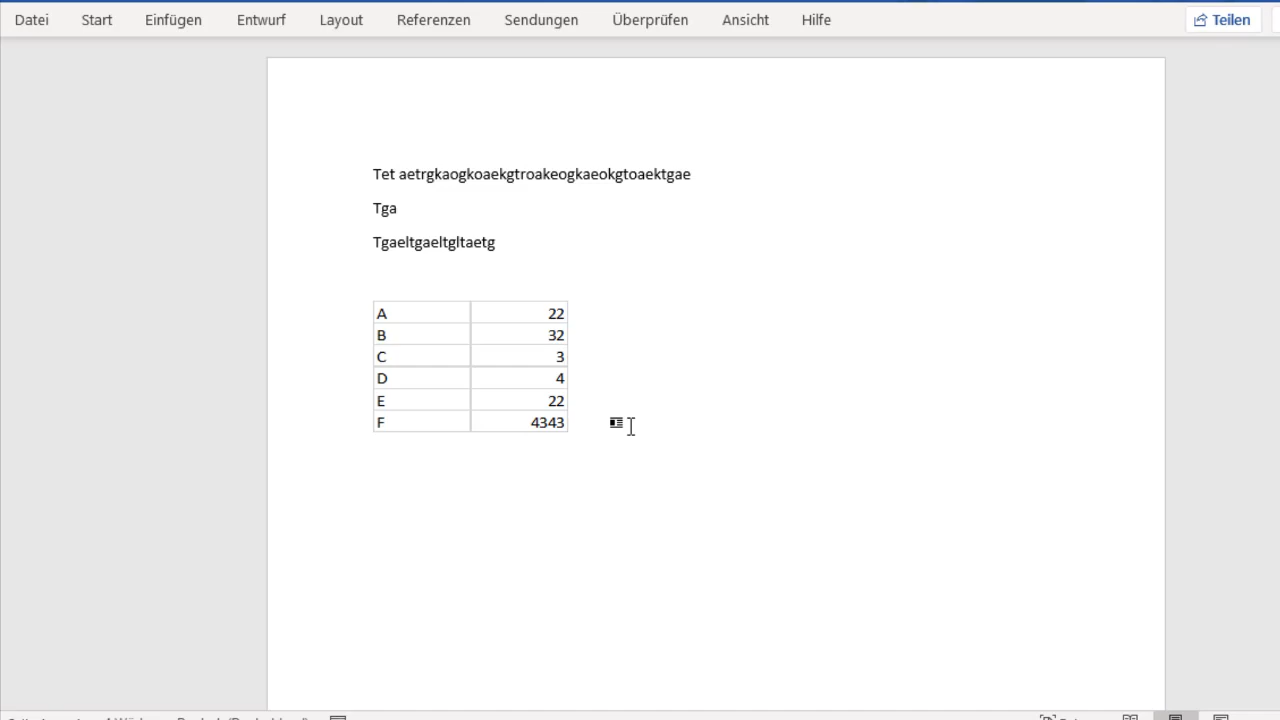 Datei Start Einfügen Entwurf Layout Referenzen Sendungen Überprüfen Ansicht Hilfe Teilen
Tet aetrgkaogkoaekgtroakeogkaeokgtoaektgae
Tga
Tgaeltgaeltgltaetg
A 22
B 32
C 3
D 4
E 22
F 4343